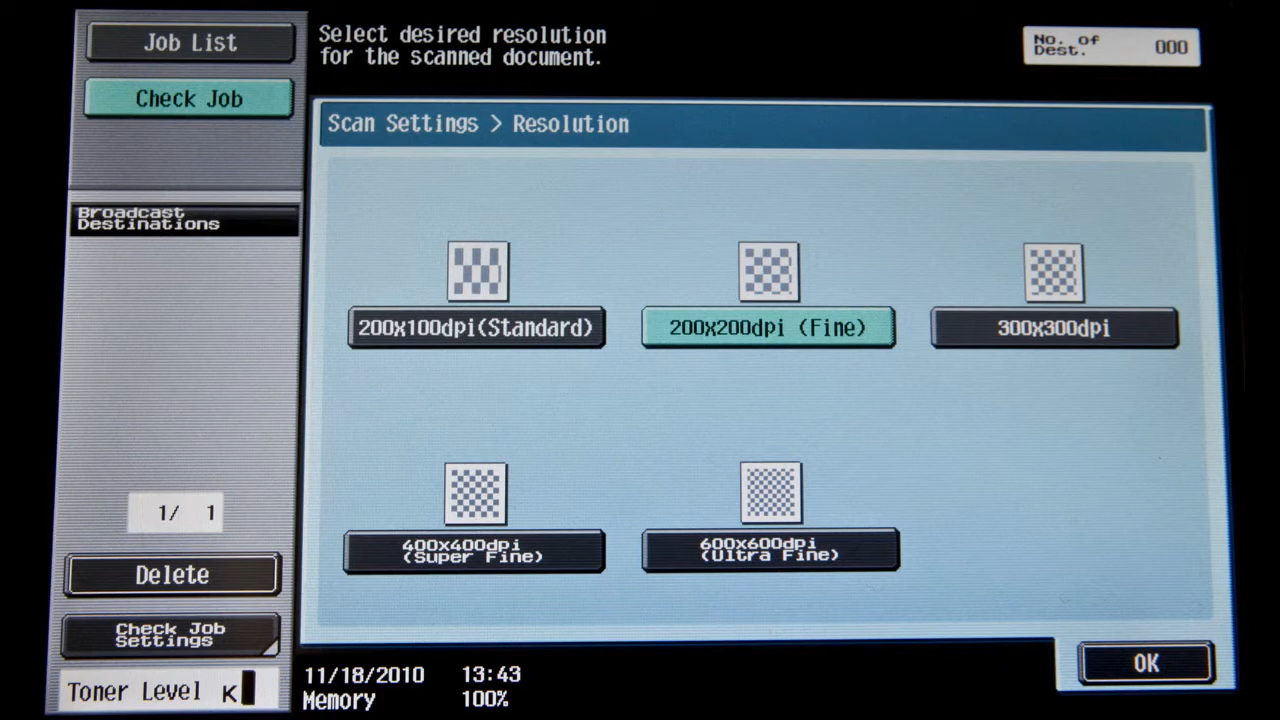 Job List
Check Job
Select desired resolution
for the scanned document.
No. of
Dest.
000
Scan Settings > Resolution
Broadcast
Destinations
200x100dpi(Standard)
200x200dpi (Fine)
300x300dpi
400x400dpi
(Super Fine)
600x600dpi
(Ultra Fine)
1/ 1
Delete
Check Job
Settings
Toner Level K
11/18/2010 13:43
Memory 100%
OK